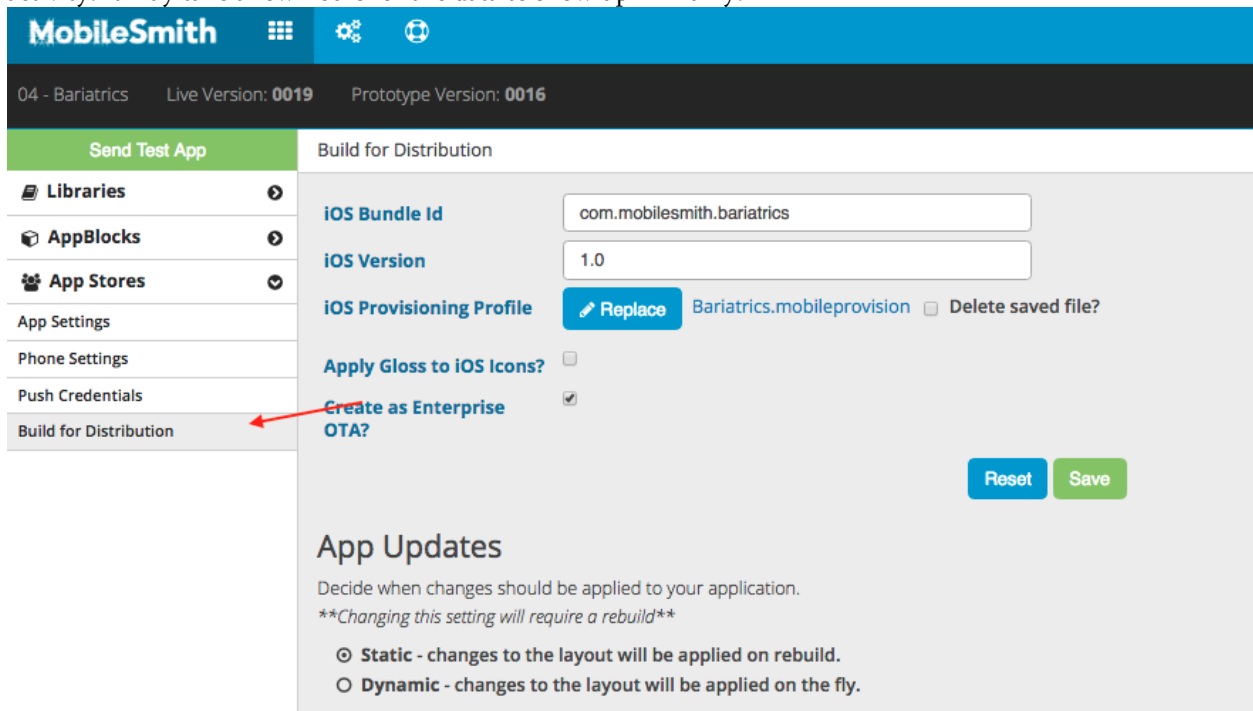 MobileSmith
04 - Bariatrics Live Version: 0019 Prototype Version: 0016
Send Test App
Build for Distribution
Libraries
AppBlocks
App Stores
App Settings
Phone Settings
Push Credentials
Build for Distribution
iOS Bundle Id com.mobilesmith.bariatrics
iOS Version 1.0
iOS Provisioning Profile Replace Bariatrics.mobileprovision Delete saved file?
Apply Gloss to iOS Icons?
Create as Enterprise
OTA?
Reset Save
App Updates
Decide when changes should be applied to your application.
**Changing this setting will require a rebuild**
Static - changes to the layout will be applied on rebuild.
Dynamic - changes to the layout will be applied on the fly.